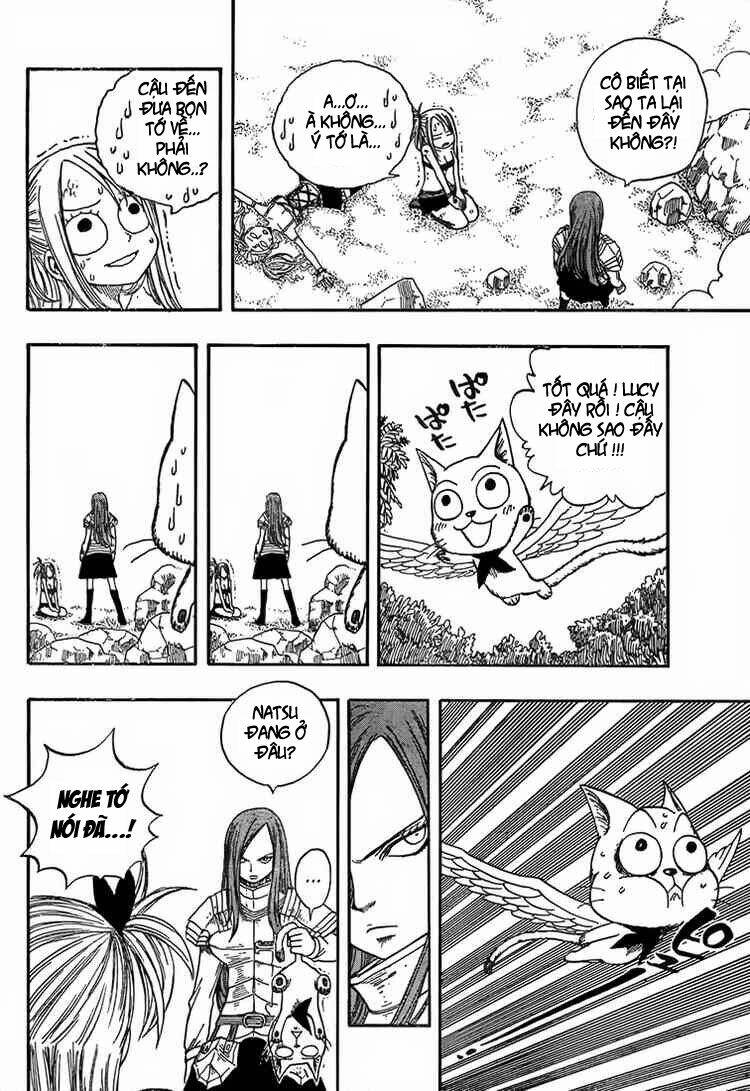 CÔ BIẾT TẠI
SAO TA LẠI
ĐẾN ĐÂY
KHÔNG?!
A...Ơ...
À KHÔNG...
Ý TỚ LÀ...
CẬU ĐẾN
ĐƯA BỌN
TỚ VỀ...
PHẢI
KHÔNG..?
TỐT QUÁ ! LUCY
ĐÂY RỒI ! CẬU
KHÔNG SAO ĐẤY
CHỨ !!!
ぱた
ぱた
NATSU
ĐANG Ở
ĐÂU?
...
NGHE TỚ
NÓI ĐÃ...!